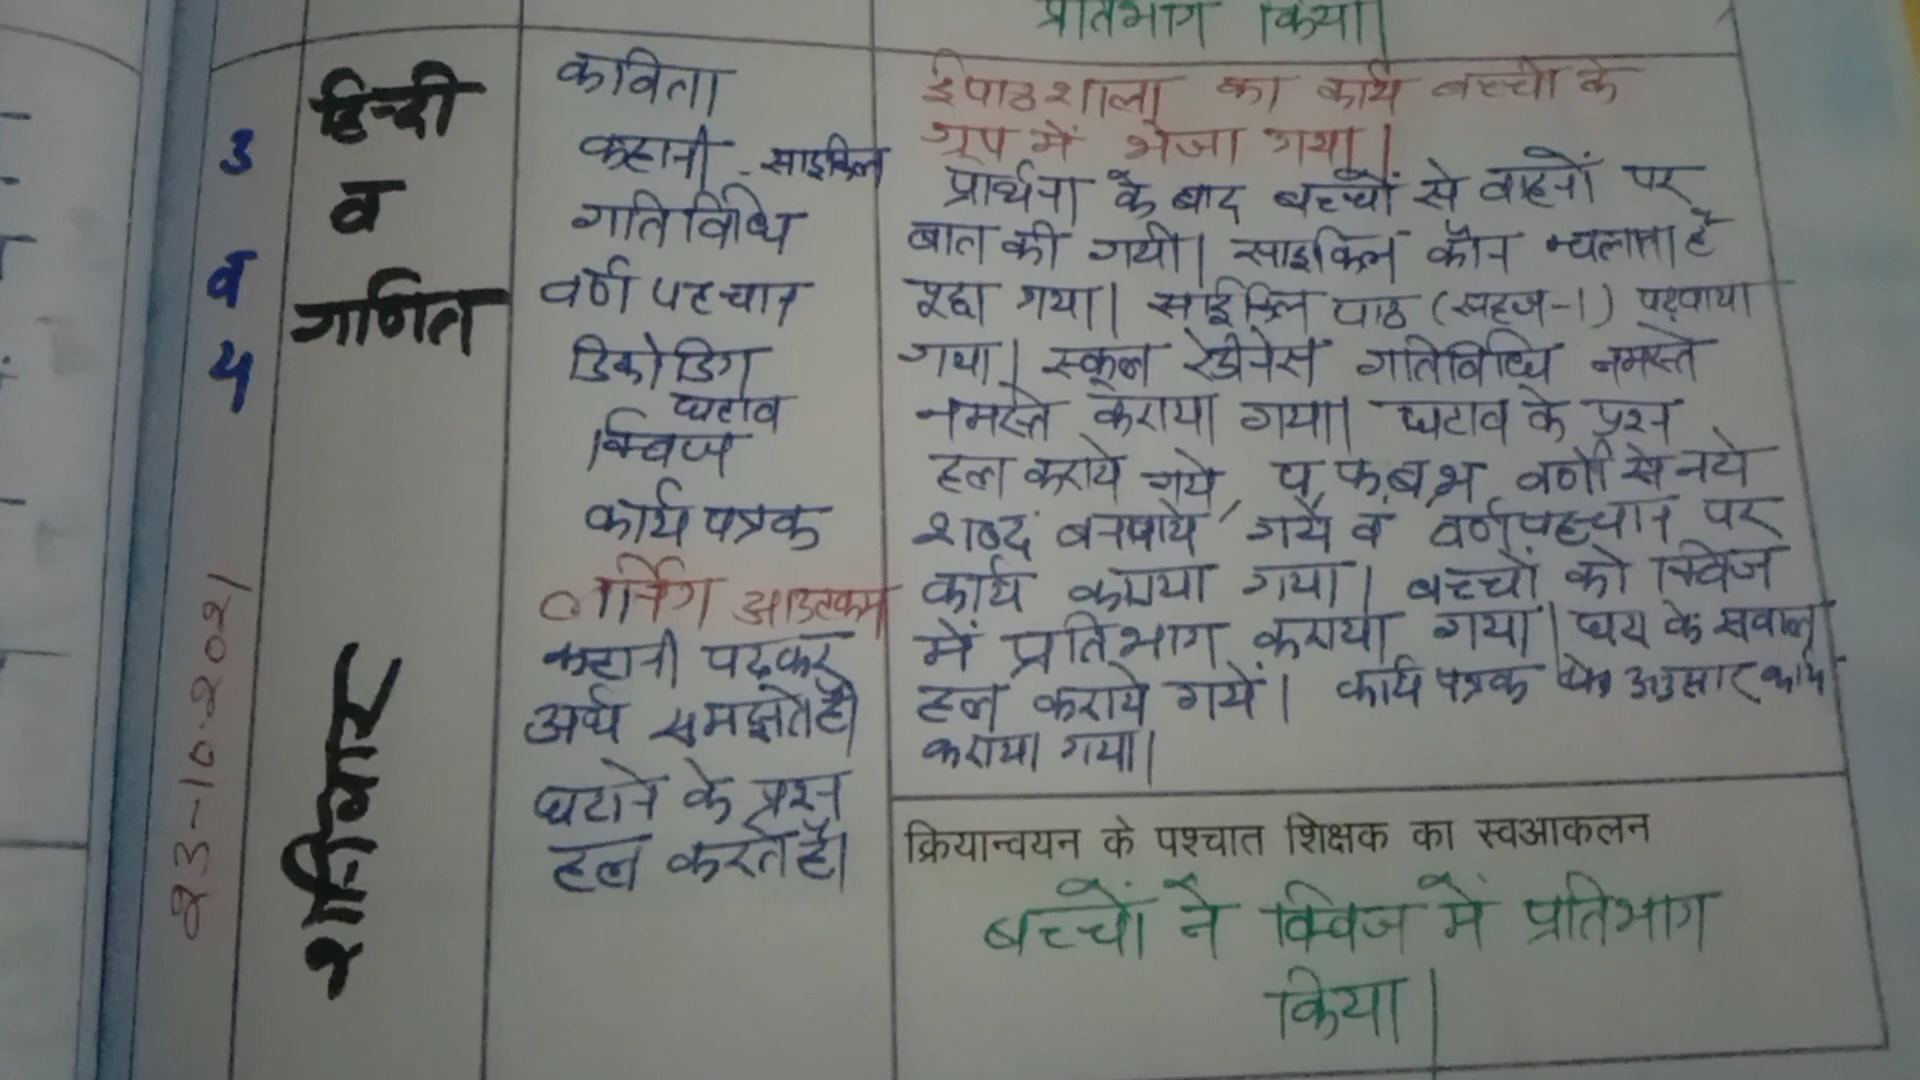 प्रतिभाग किया|
3
व
4
23-10-2021
हिन्दी
व
गणित
शनिवार
कविता
कहानी - साइकिल
गतिविधि
वर्ण पहचान
डिकोडिंग
घटाव
क्विज
कार्य पत्रक
लर्निंग आउटकम
कहानी पढ़कर
अर्थ समझते है|
घटाने के प्रश्न
हल करते है|
ईपाठशाला का कार्य बच्चो के
ग्रुप में भेजा गया|
प्रार्थना के बाद बच्चों से वाहनों पर
बात की गयी| साइकिल कौन चलाता है
गया| साईकिल पाठ (सहज-1) पढ़वाया
गया| स्कूल रेडीनेस गतिविधि नमस्ते
नमस्ते कराया गया| घटाव के प्रश्न
हल कराये गये, प, फ, ब, भ वर्णो से नये
शब्द बनवाये गये व वर्ण पहचान पर
कार्य कराया गया| बच्चों को क्विज
में प्रतिभाग कराया गया| के सवाल
हल कराये गये| कार्य पत्रक अनुसार कार्य
कराया गया|
क्रियान्वयन के पश्चात शिक्षक का स्वआकलन
बच्चों ने क्विज में प्रतिभाग
किया|